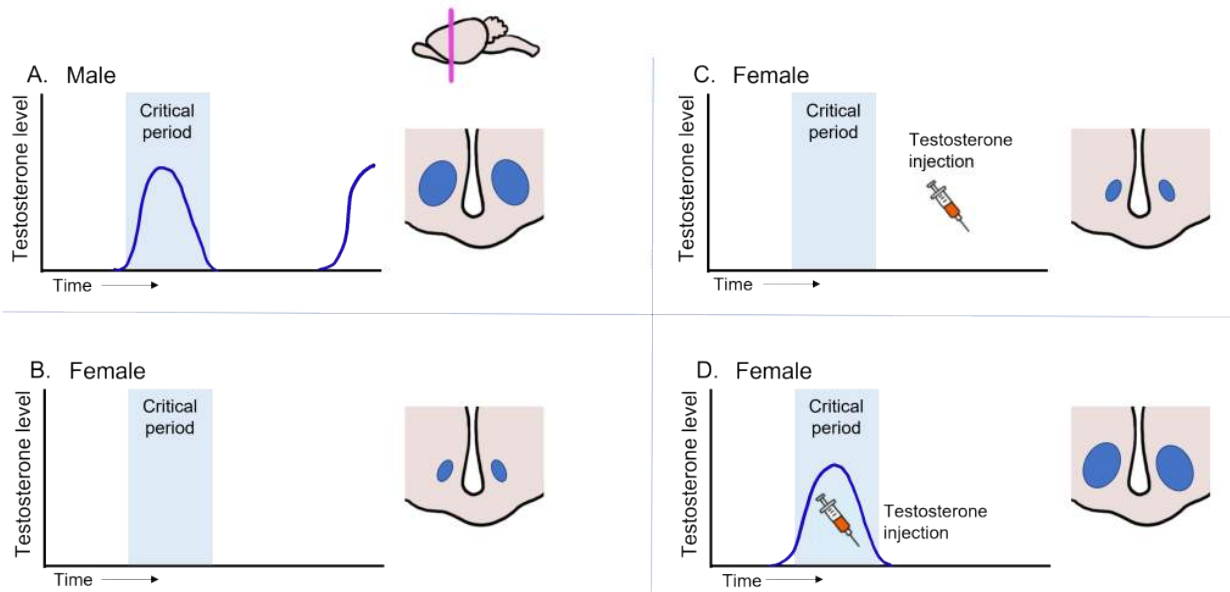 A. Male
Testosterone level
Critical
period
Time
C. Female
Testosterone level
Critical
period
Testosterone
injection
Time
B. Female
Testosterone level
Critical
period
Time
D. Female
Testosterone level
Critical
period
Testosterone
injection
Time